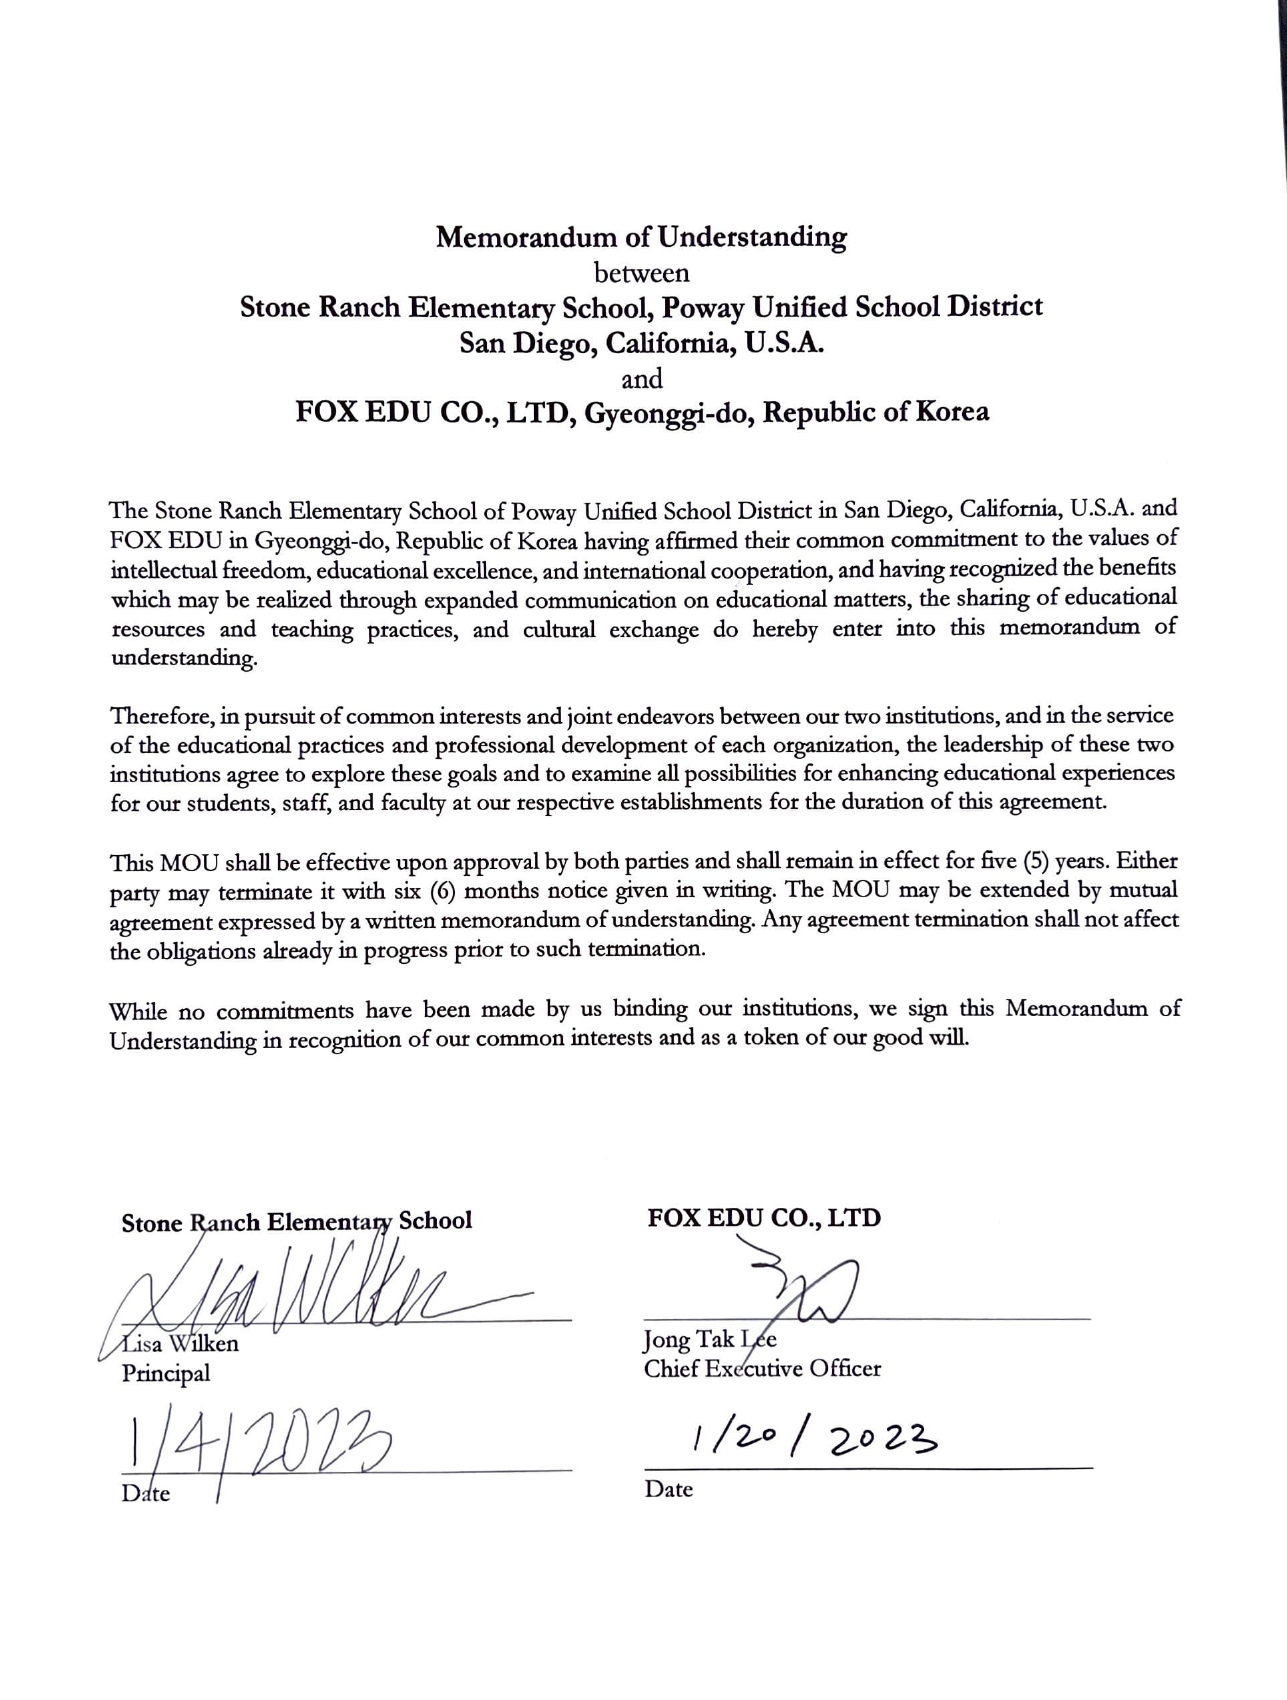 Memorandum of Understanding
between
Stone Ranch Elementary School, Poway Unified School District
San Diego, California, U.S.A.
and
FOX EDU CO., LTD, Gyeonggi-do, Republic of Korea
The Stone Ranch Elementary School of Poway Unified School District in San Diego, California, U.S.A. and
FOX EDU in Gyeonggi-do, Republic of Korea having affirmed their common commitment to the values of
intellectual freedom, educational excellence, and international cooperation, and having recognized the benefits
which may be realized through expanded communication on educational matters, the sharing of educational
resources and teaching practices, and cultural exchange do hereby enter into this memorandum of
understanding.
Therefore, in pursuit of common interests and joint endeavors between our two institutions, and in the service
of the educational practices and professional development of each organization, the leadership of these two
institutions agree to explore these goals and to examine all possibilities for enhancing educational experiences
for our students, staff, and faculty at our respective establishments for the duration of this agreement.
This MOU shall be effective upon approval by both parties and shall remain in effect for five (5) years. Either
party may terminate it with six (6) months notice given in writing. The MOU may be extended by mutual
agreement expressed by a written memorandum of understanding. Any agreement termination shall not affect
the obligations already in progress prior to such termination.
While no commitments have been made by us binding our institutions, we sign this Memorandum of
Understanding in recognition of our common interests and as a token of our good will.
Stone Ranch Elementary School
Lisa Wilken
Lisa Wilken
Principal
1/4/2023
Date
FOX EDU CO., LTD
Jong Tak Lee
Chief Executive Officer
1/20/2023
Date